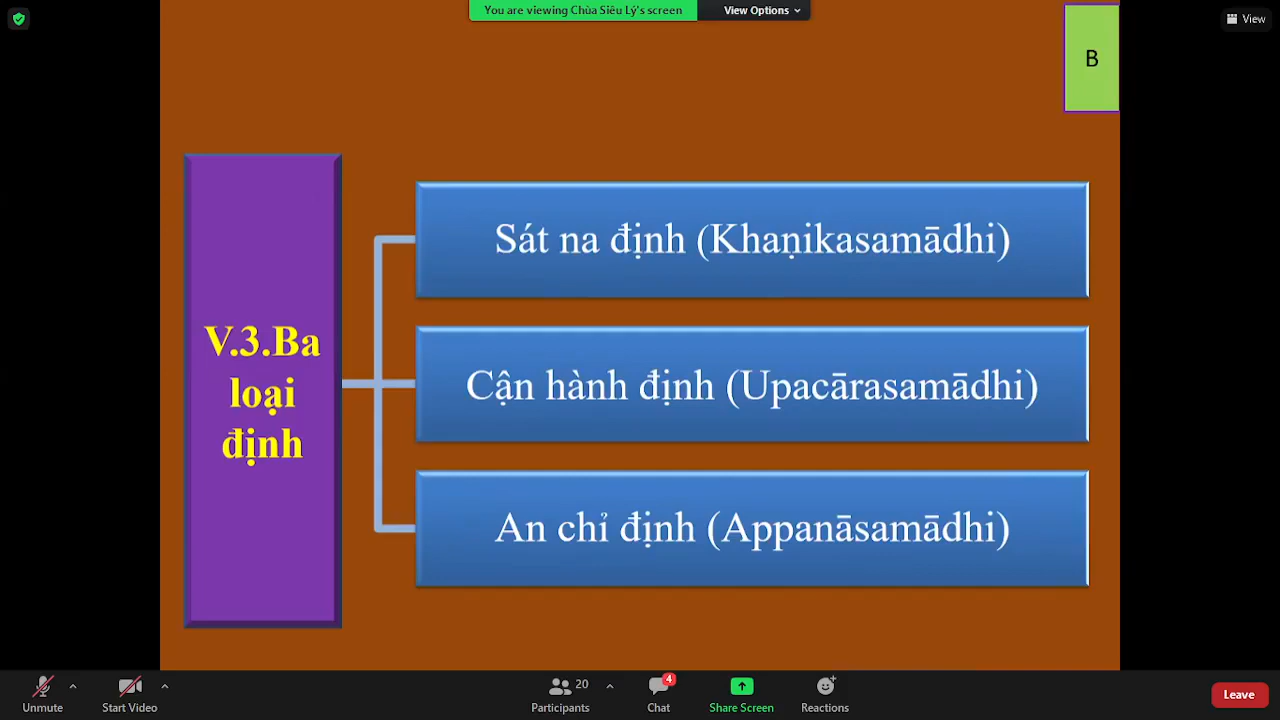 You are viewing Chùa Siêu Lý's screen
View Options
View
B
V.3.Ba
loại
định
Sát na định (Khaṇikasamādhi)
Cận hành định (Upacārasamādhi)
An chỉ định (Appanāsamādhi)
Unmute
Start Video
20
Participants
4
Chat
Share Screen
Reactions
Leave